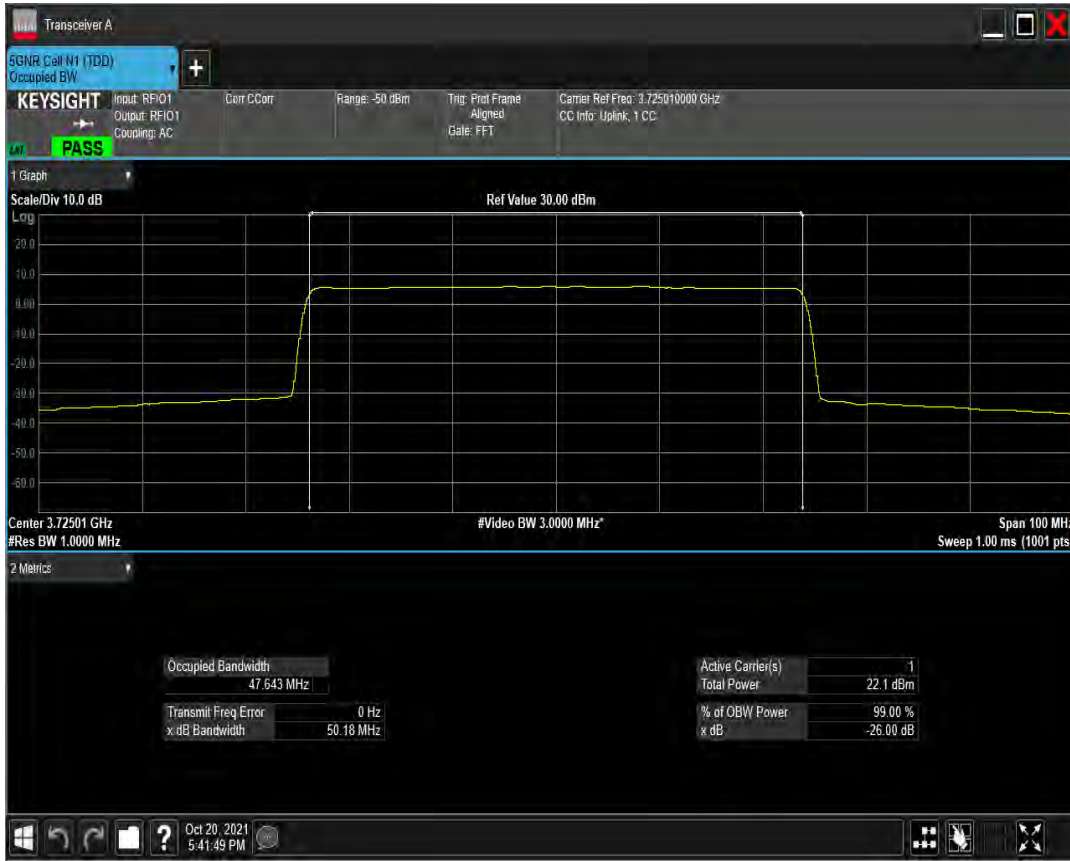 Transceiver A
5GNR Cell N1 (TDD)
Occupied BW
KEYSIGHT
Input: RFIO1
Output: RFIO1
Coupling: AC
Corr CCorr
Range: -50 dBm
Trig: Prot Frame
Aligned
Gate: FFT
Carrier Ref Freq: 3.725010000 GHz
CC Info: Uplink, 1 CC
PASS
1 Graph
Scale/Div 10.0 dB
Ref Value 30.00 dBm
Log
20.0
10.0
0.00
-10.0
-20.0
-30.0
-40.0
-50.0
-60.0
Center 3.72501 GHz
#Video BW 3.0000 MHz*
Span 100 MHz
#Res BW 1.0000 MHz
Sweep 1.00 ms (1001 pts
2 Metrics
Occupied Bandwidth
47.643 MHz
Transmit Freq Error 0 Hz
x dB Bandwidth 50.18 MHz
Active Carrier(s) 1
Total Power 22.1 dBm
% of OBW Power 99.00 %
x dB -26.00 dB
Oct 20, 2021
5:41:49 PM